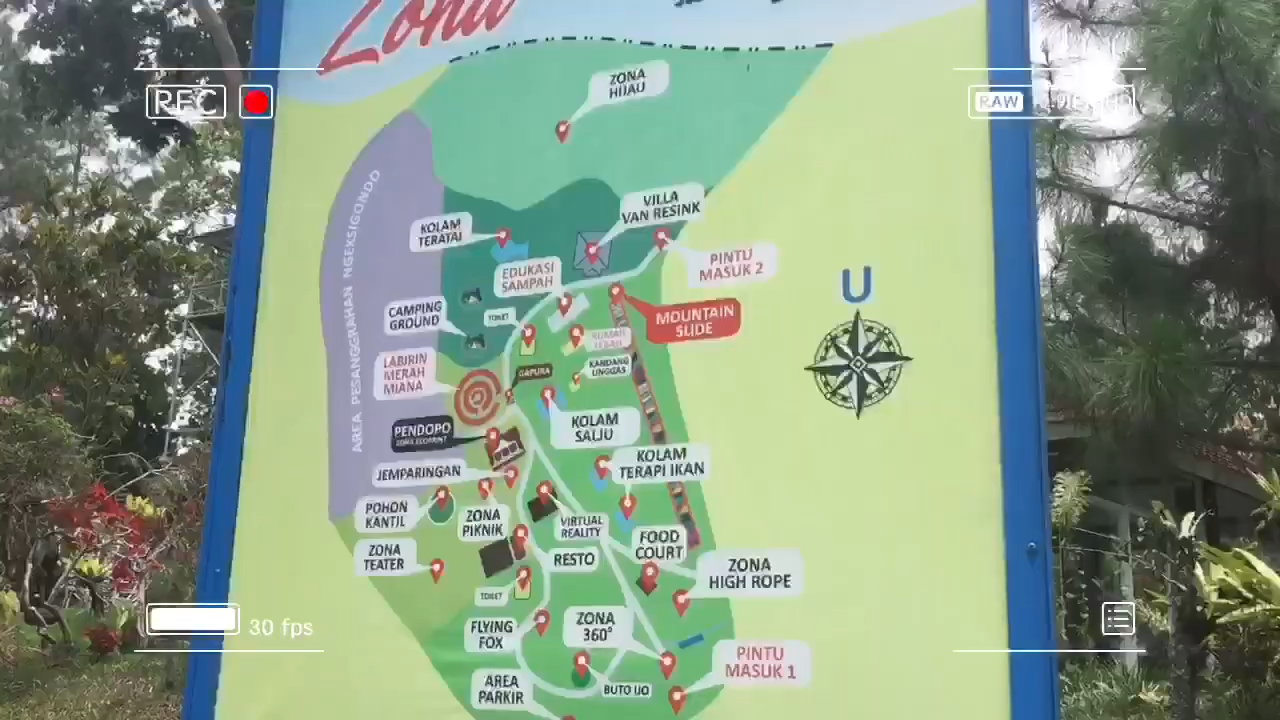 Zona
REC
RAW
ZONA
HIJAU
AREA PESANGGRAHAN NGEKSIGONDO
VILLA
VAN RESINK
KOLAM
TERATAI
PINTU
MASUK 2
EDUKASI
SAMPAH
U
CAMPING
GROUND
TOILET
MOUNTAIN
SLIDE
RUMAH
LEBAH
KANDANG
UNGGAS
LABIRIN
MERAH
MIANA
GAPURA
KOLAM
SALJU
PENDOPO
KOLAM
TERAPI IKAN
JEMPARINGAN
POHON
KANTIL
ZONA
PIKNIK
VIRTUAL
REALITY
FOOD
COURT
ZONA
TEATER
RESTO
ZONA
HIGH ROPE
TOILET
FLYING
FOX
ZONA
360°
30 fps
PINTU
MASUK 1
AREA
PARKIR
BUTO IJO